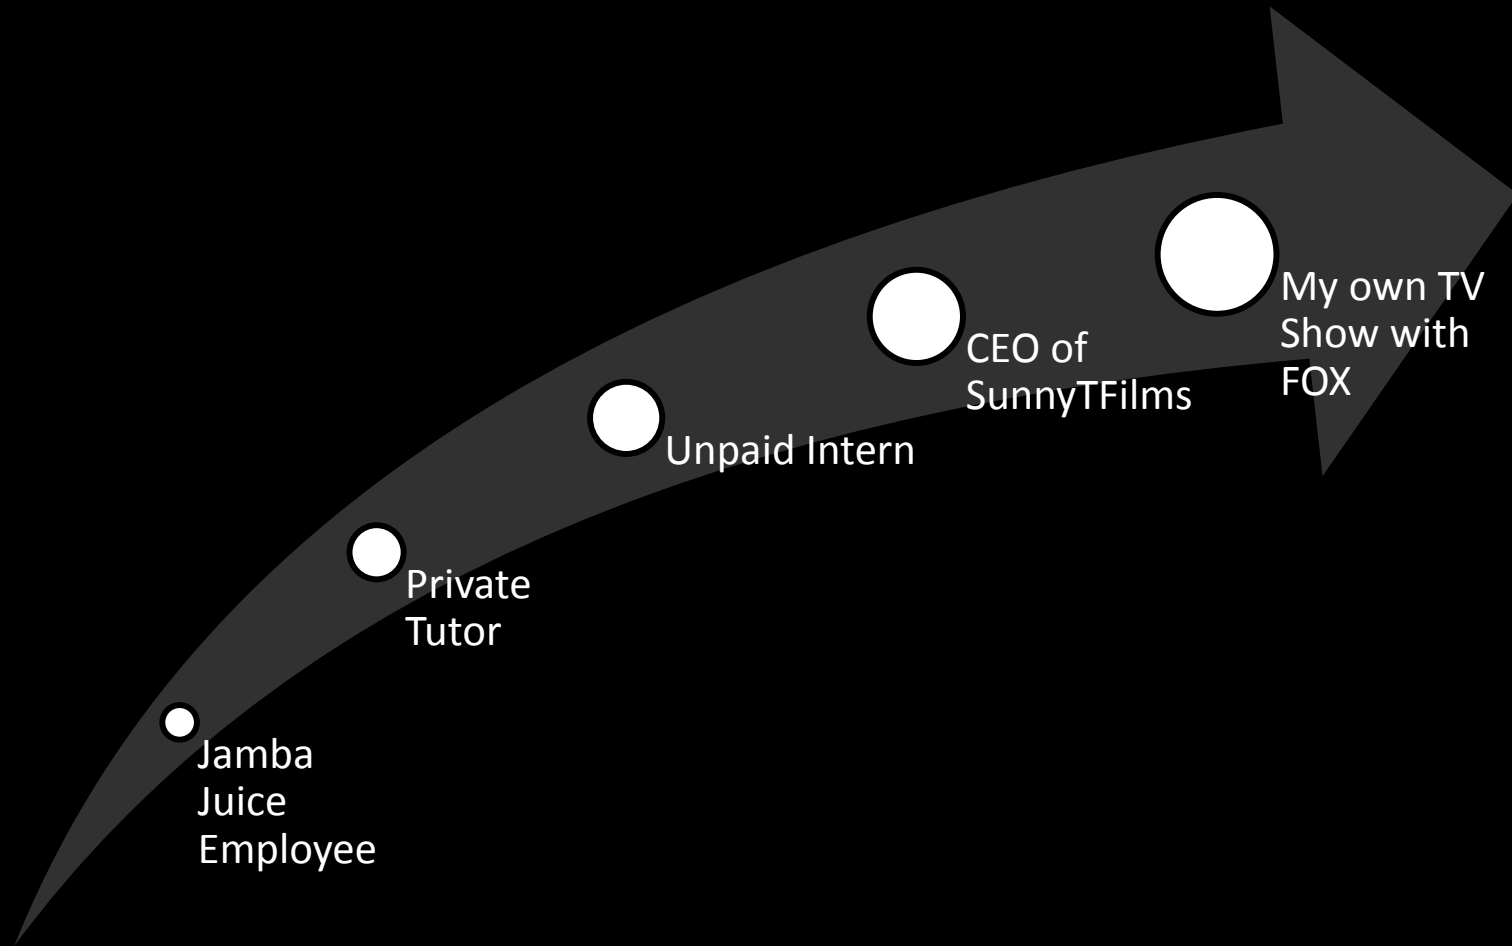 Jamba
Juice
Employee
Private
Tutor
Unpaid Intern
CEO of
SunnyTFilms
My own TV
Show with
FOX